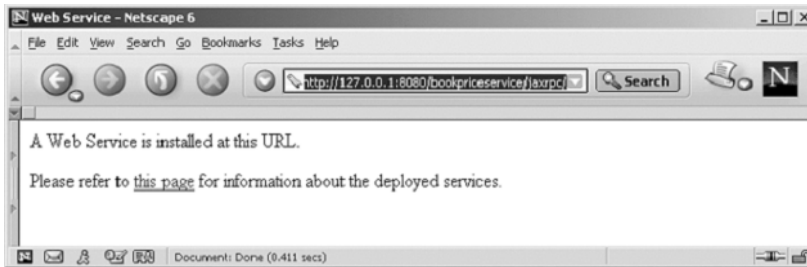 Web Service - Netscape 6
File Edit View Search Go Bookmarks Tasks Help
http://127.0.0.1:8080/bookpriceservice/jaxrpc/ Search N
A Web Service is installed at this URL.
Please refer to this page for information about the deployed services.
Document: Done (0.411 secs)